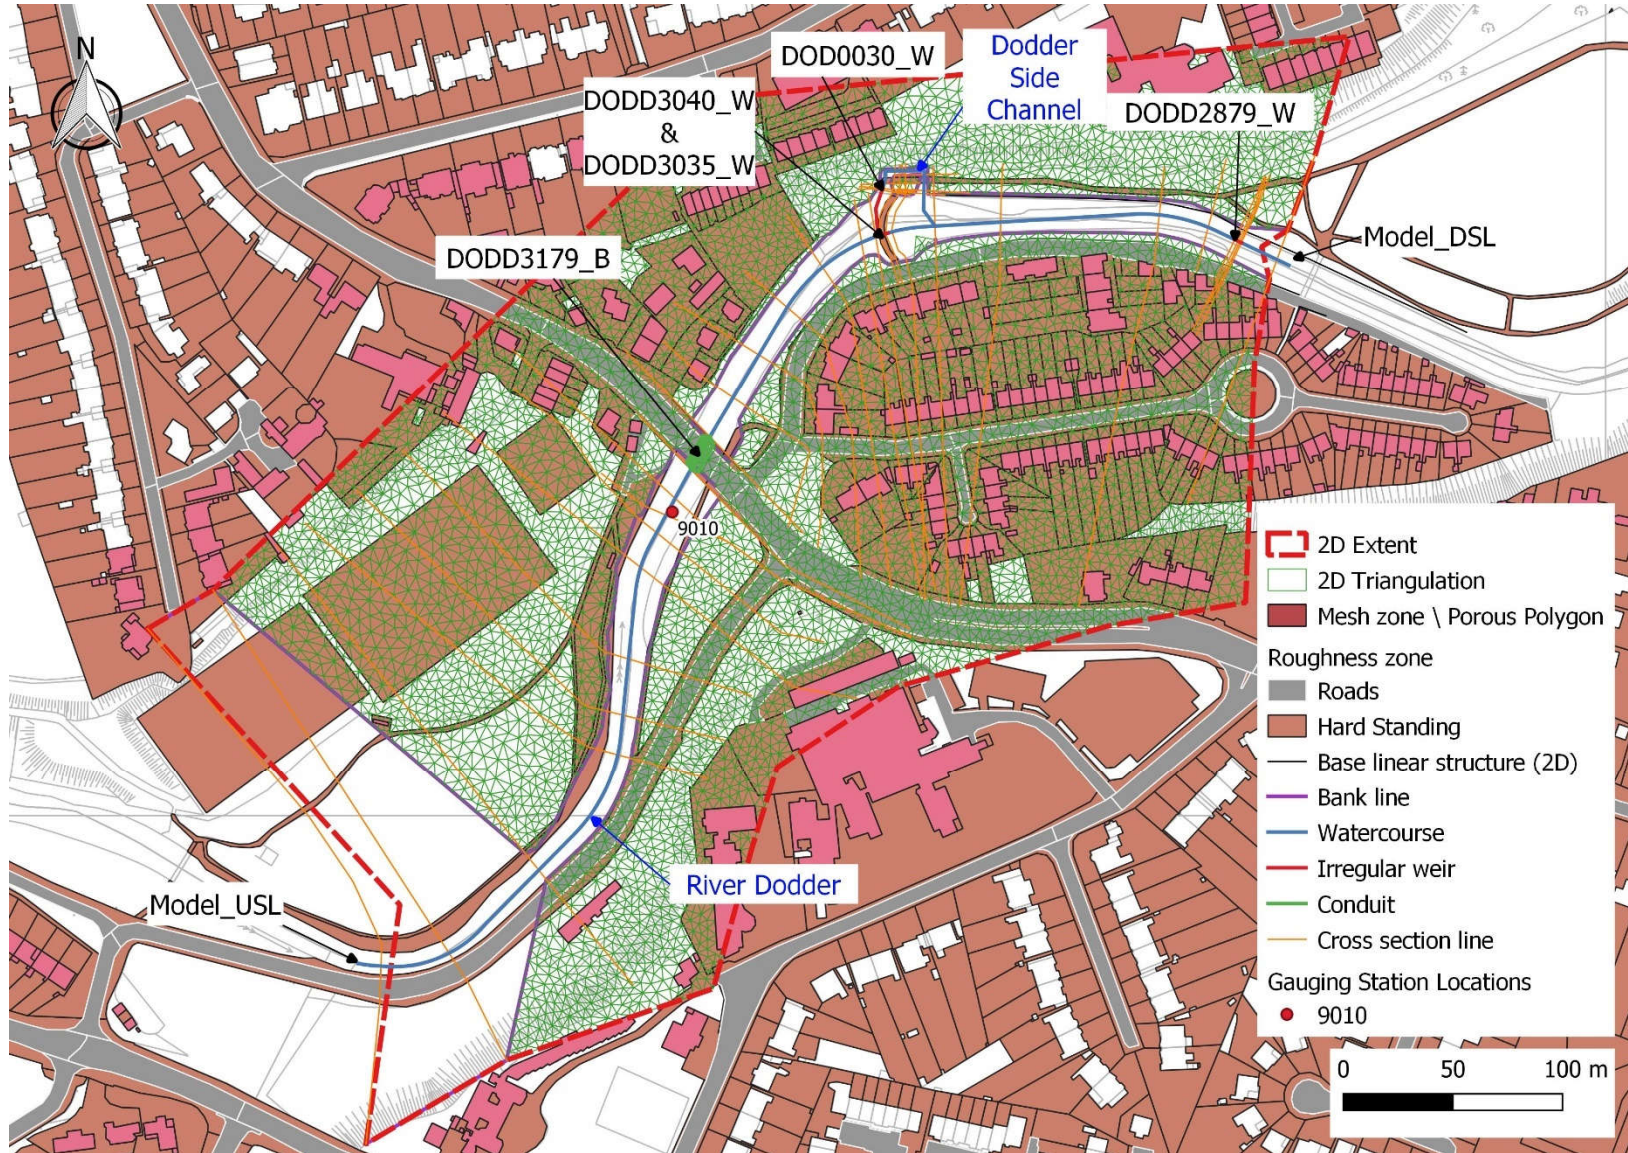 N
DOD0030_W
Dodder
Side
Channel
DODD3040_W
&
DODD3035_W
DODD2879_W
DODD3179_B
Model_DSL
9010
River Dodder
Model_USL
2D Extent
2D Triangulation
Mesh zone \ Porous Polygon
Roughness zone
Roads
Hard Standing
Base linear structure (2D)
Bank line
Watercourse
Irregular weir
Conduit
Cross section line
Gauging Station Locations
9010
0 50 100 m